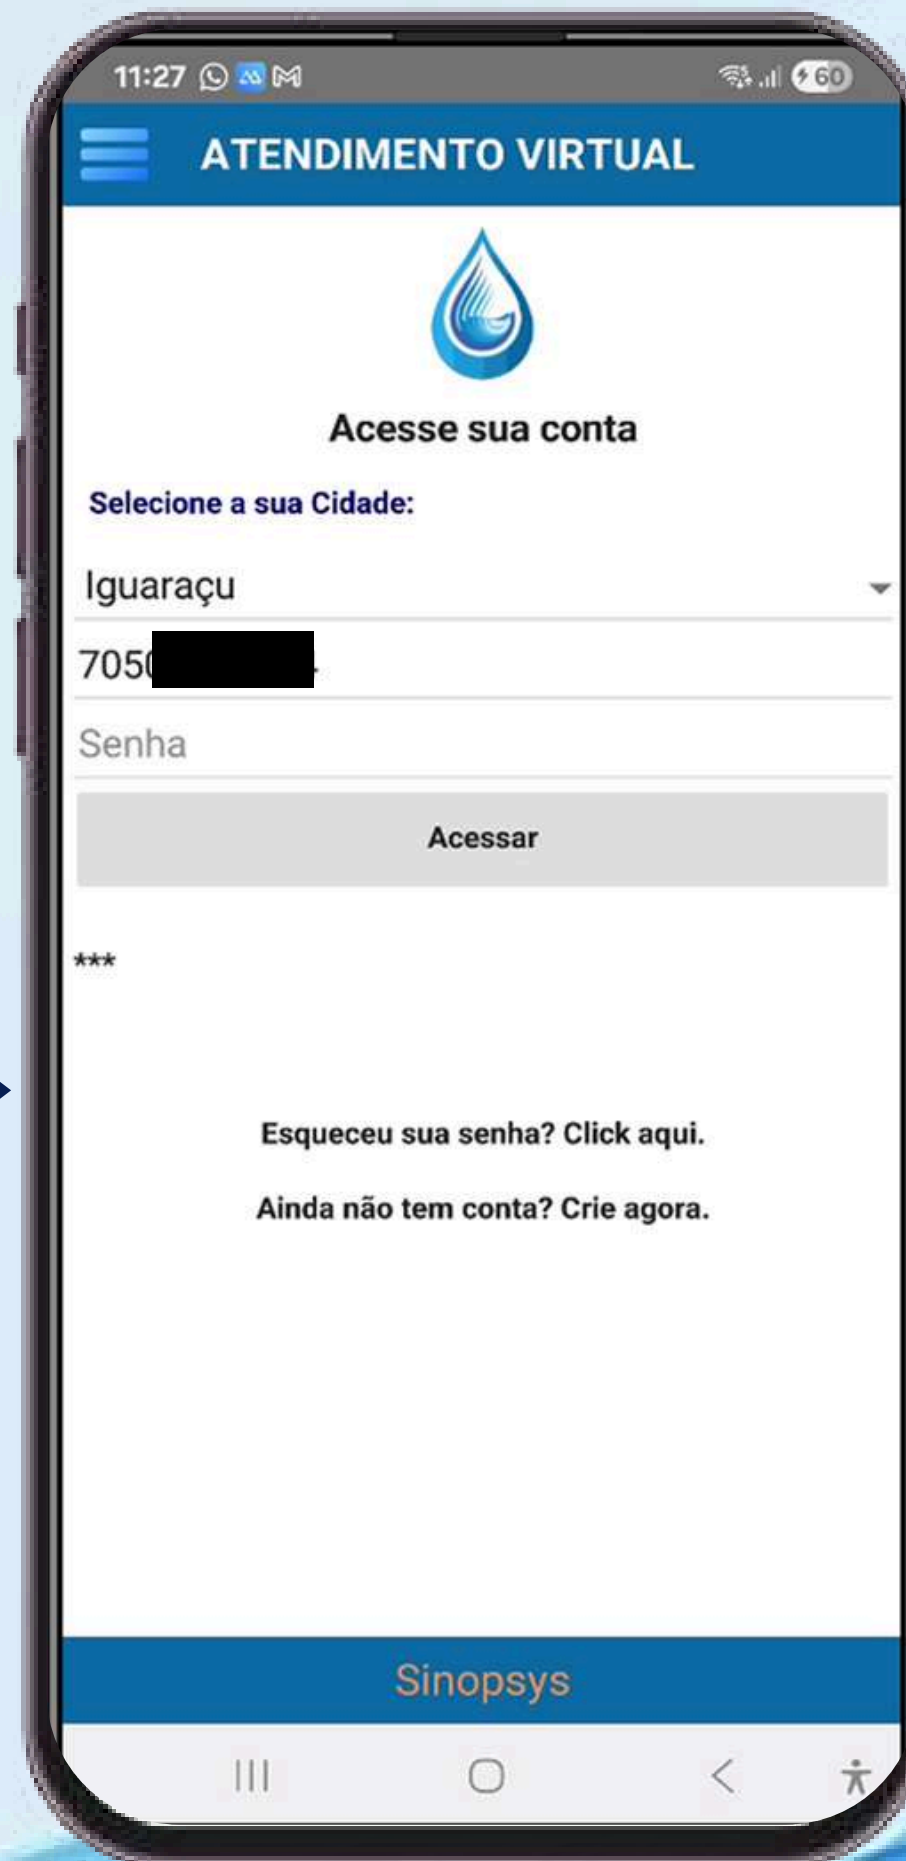 11:27
60
ATENDIMENTO VIRTUAL
Acesse sua conta
Selecione a sua Cidade:
Iguaraçu
705
Senha
Acessar
***
Esqueceu sua senha? Click aqui.
Ainda não tem conta? Crie agora.
Sinopsys